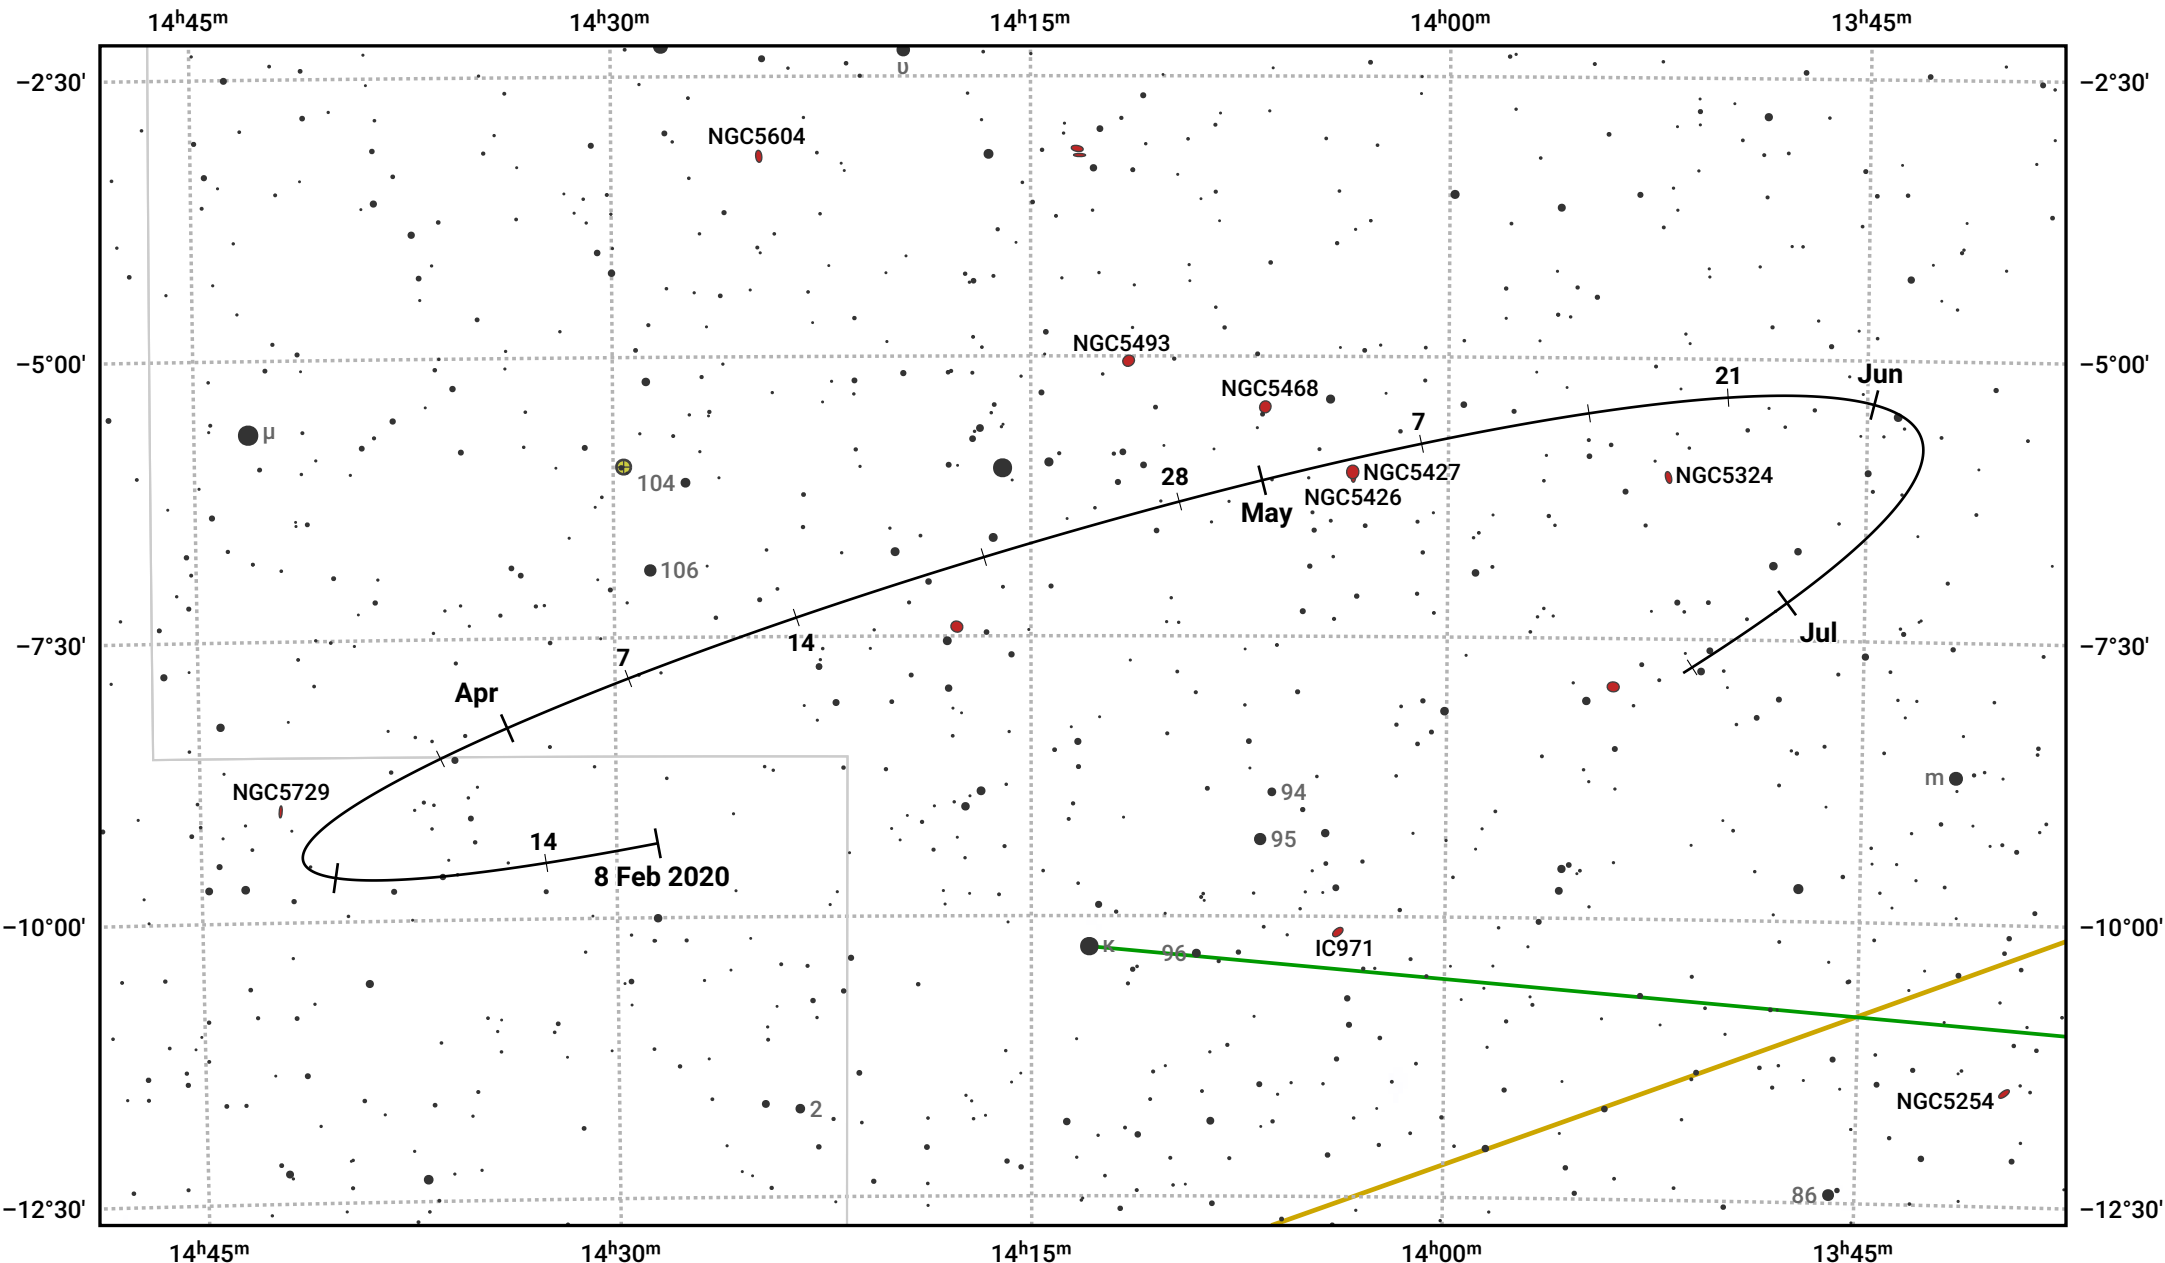 14ʰ45ᵐ 14ʰ30ᵐ 14ʰ15ᵐ 14ʰ00ᵐ 13ʰ45ᵐ
−2°30' −2°30'
υ
NGC5604
NGC5493
−5°00' −5°00'
21 Jun
NGC5468
7
μ
28
NGC5427
NGC5324
104
NGC5426
May
106
14
Jul
−7°30' −7°30'
7
Apr
m
NGC5729 94
14 95
8 Feb 2020
−10°00' −10°00'
κ 96 IC971
NGC5254
2
86
−12°30' −12°30'
14ʰ45ᵐ 14ʰ30ᵐ 14ʰ15ᵐ 14ʰ00ᵐ 13ʰ45ᵐ